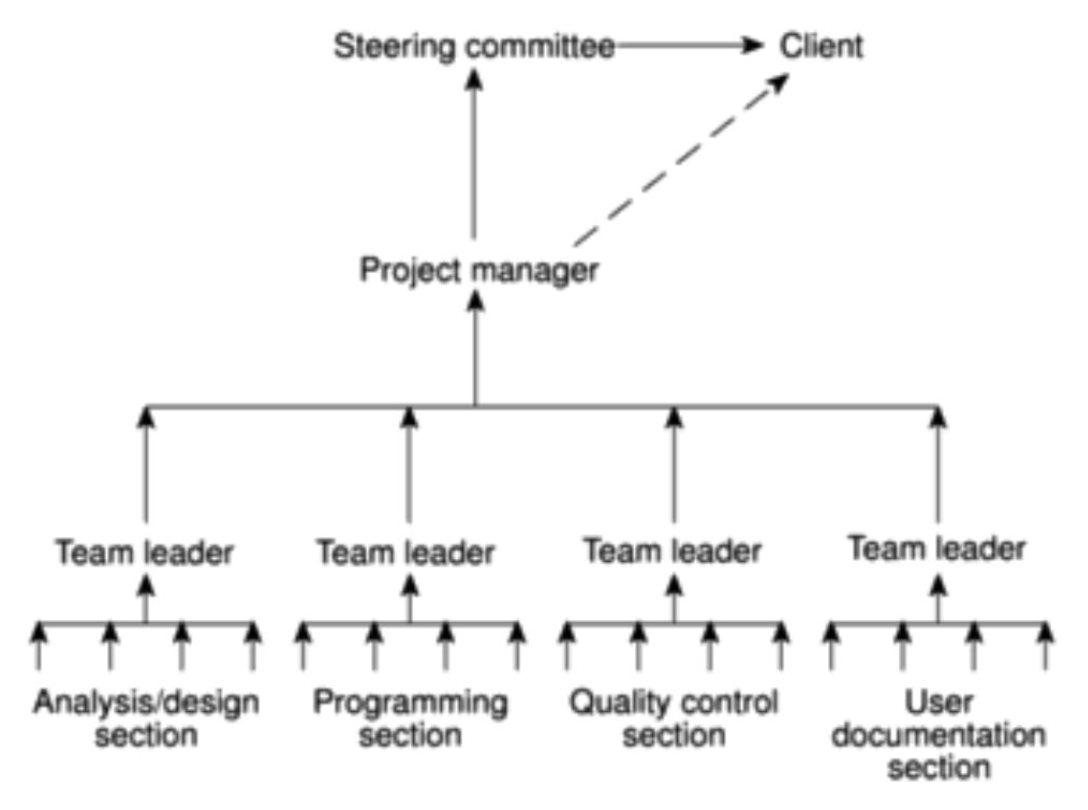 Steering committee
Client
Project manager
Team leader
Team leader
Team leader
Team leader
Analysis/design
section
Programming
section
Quality control
section
User
documentation
section